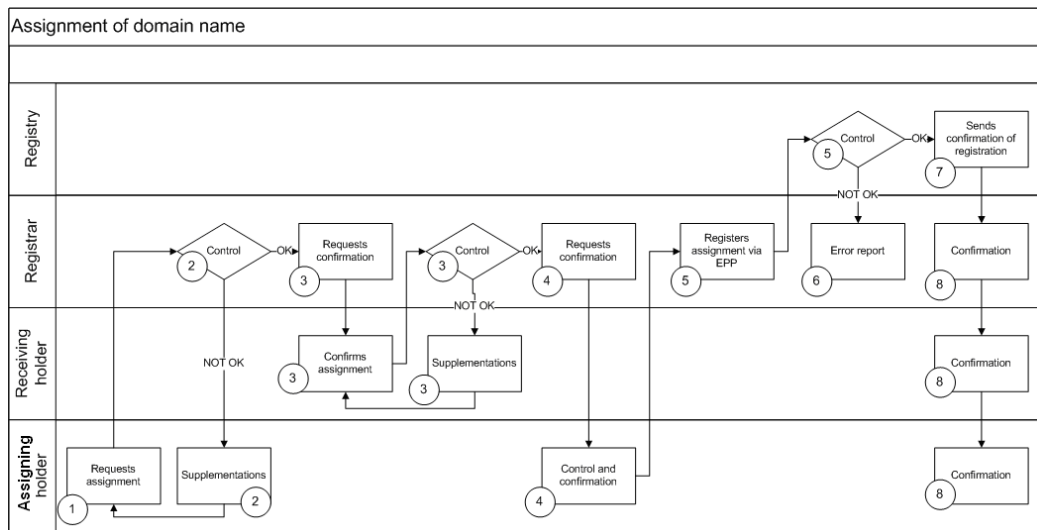 Assignment of domain name
Registry
Control
5
OK
Sends
confirmation of
registration
7
NOT OK
Registrar
Control
2
OK
Requests
confirmation
3
Control
3
OK
Requests
confirmation
4
Registers
assignment via
EPP
5
Error report
6
Confirmation
8
NOT OK
NOT OK
Receiving
holder
Confirms
assignment
3
Supplementations
3
Confirmation
8
Assigning
holder
Requests
assignment
1
Supplementations
2
Control and
confirmation
4
Confirmation
8